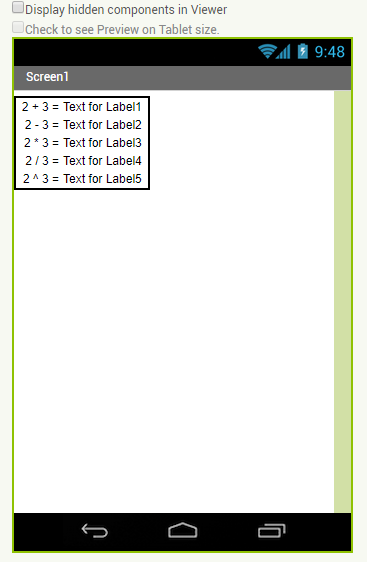 Display hidden components in Viewer
Check to see Preview on Tablet size.
9:48
Screen1
2 + 3 = Text for Label1
2 - 3 = Text for Label2
2 * 3 = Text for Label3
2 / 3 = Text for Label4
2 ^ 3 = Text for Label5